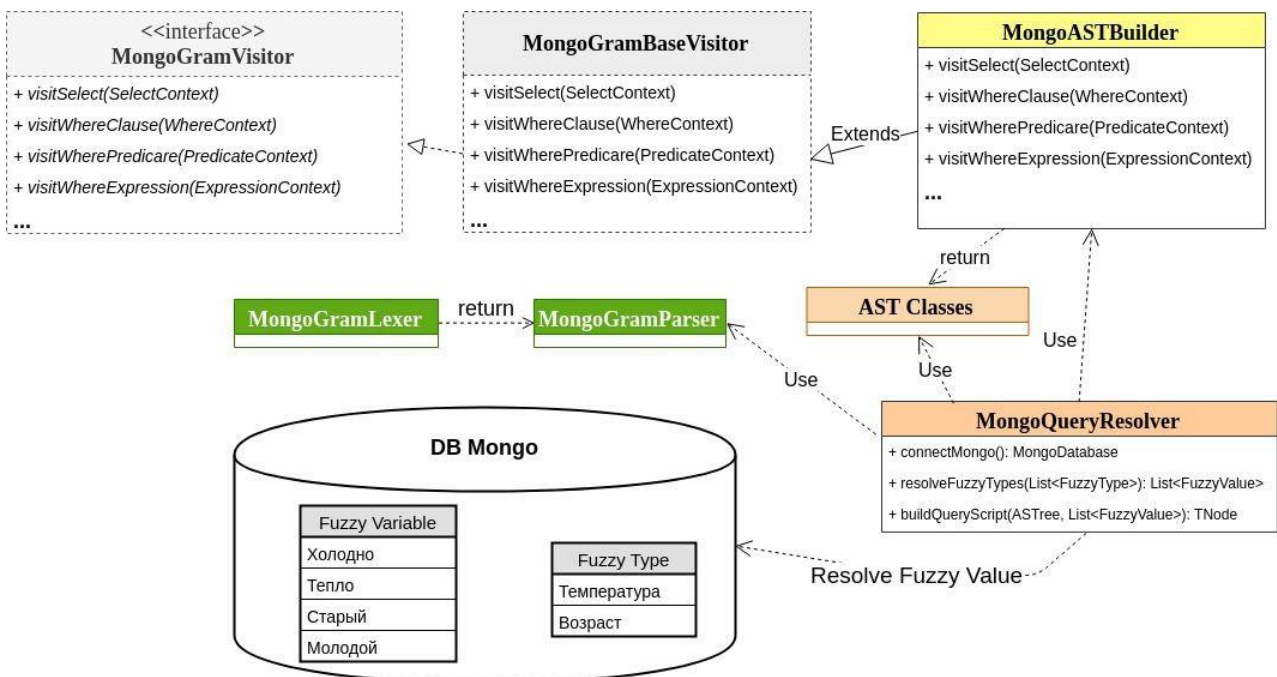 <<interface>>
MongoGramVisitor
+ visitSelect(SelectContext)
+ visitWhereClause(WhereContext)
+ visitWherePredicare(PredicateContext)
+ visitWhereExpression(ExpressionContext)
...
MongoGramBaseVisitor
+ visitSelect(SelectContext)
+ visitWhereClause(WhereContext)
+ visitWherePredicare(PredicateContext)
+ visitWhereExpression(ExpressionContext)
...
Extends
MongoASTBuilder
+ visitSelect(SelectContext)
+ visitWhereClause(WhereContext)
+ visitWherePredicare(PredicateContext)
+ visitWhereExpression(ExpressionContext)
...
return
MongoGramLexer
return
MongoGramParser
AST Classes
Use
Use
Use
MongoQueryResolver
+ connectMongo(): MongoDatabase
+ resolveFuzzyTypes(List<FuzzyType>): List<FuzzyValue>
+ buildQueryScript(ASTree, List<FuzzyValue>): TNode
Resolve Fuzzy Value
DB Mongo
Fuzzy Variable
Холодно
Тепло
Старый
Молодой
Fuzzy Type
Температура
Возраст